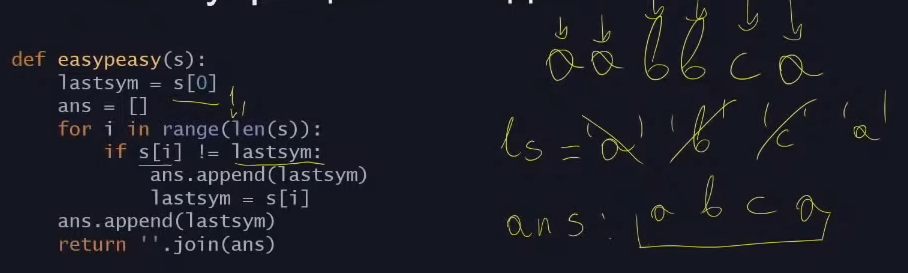 def easypeasy(s):
    lastsym = s[0]
    ans = []
    for i in range(len(s)):
        if s[i] != lastsym:
            ans.append(lastsym)
            lastsym = s[i]
    ans.append(lastsym)
    return ''.join(ans)
1
a a b b c a
ls = 'a' 'b' 'c' 'a'
ans: a b c a